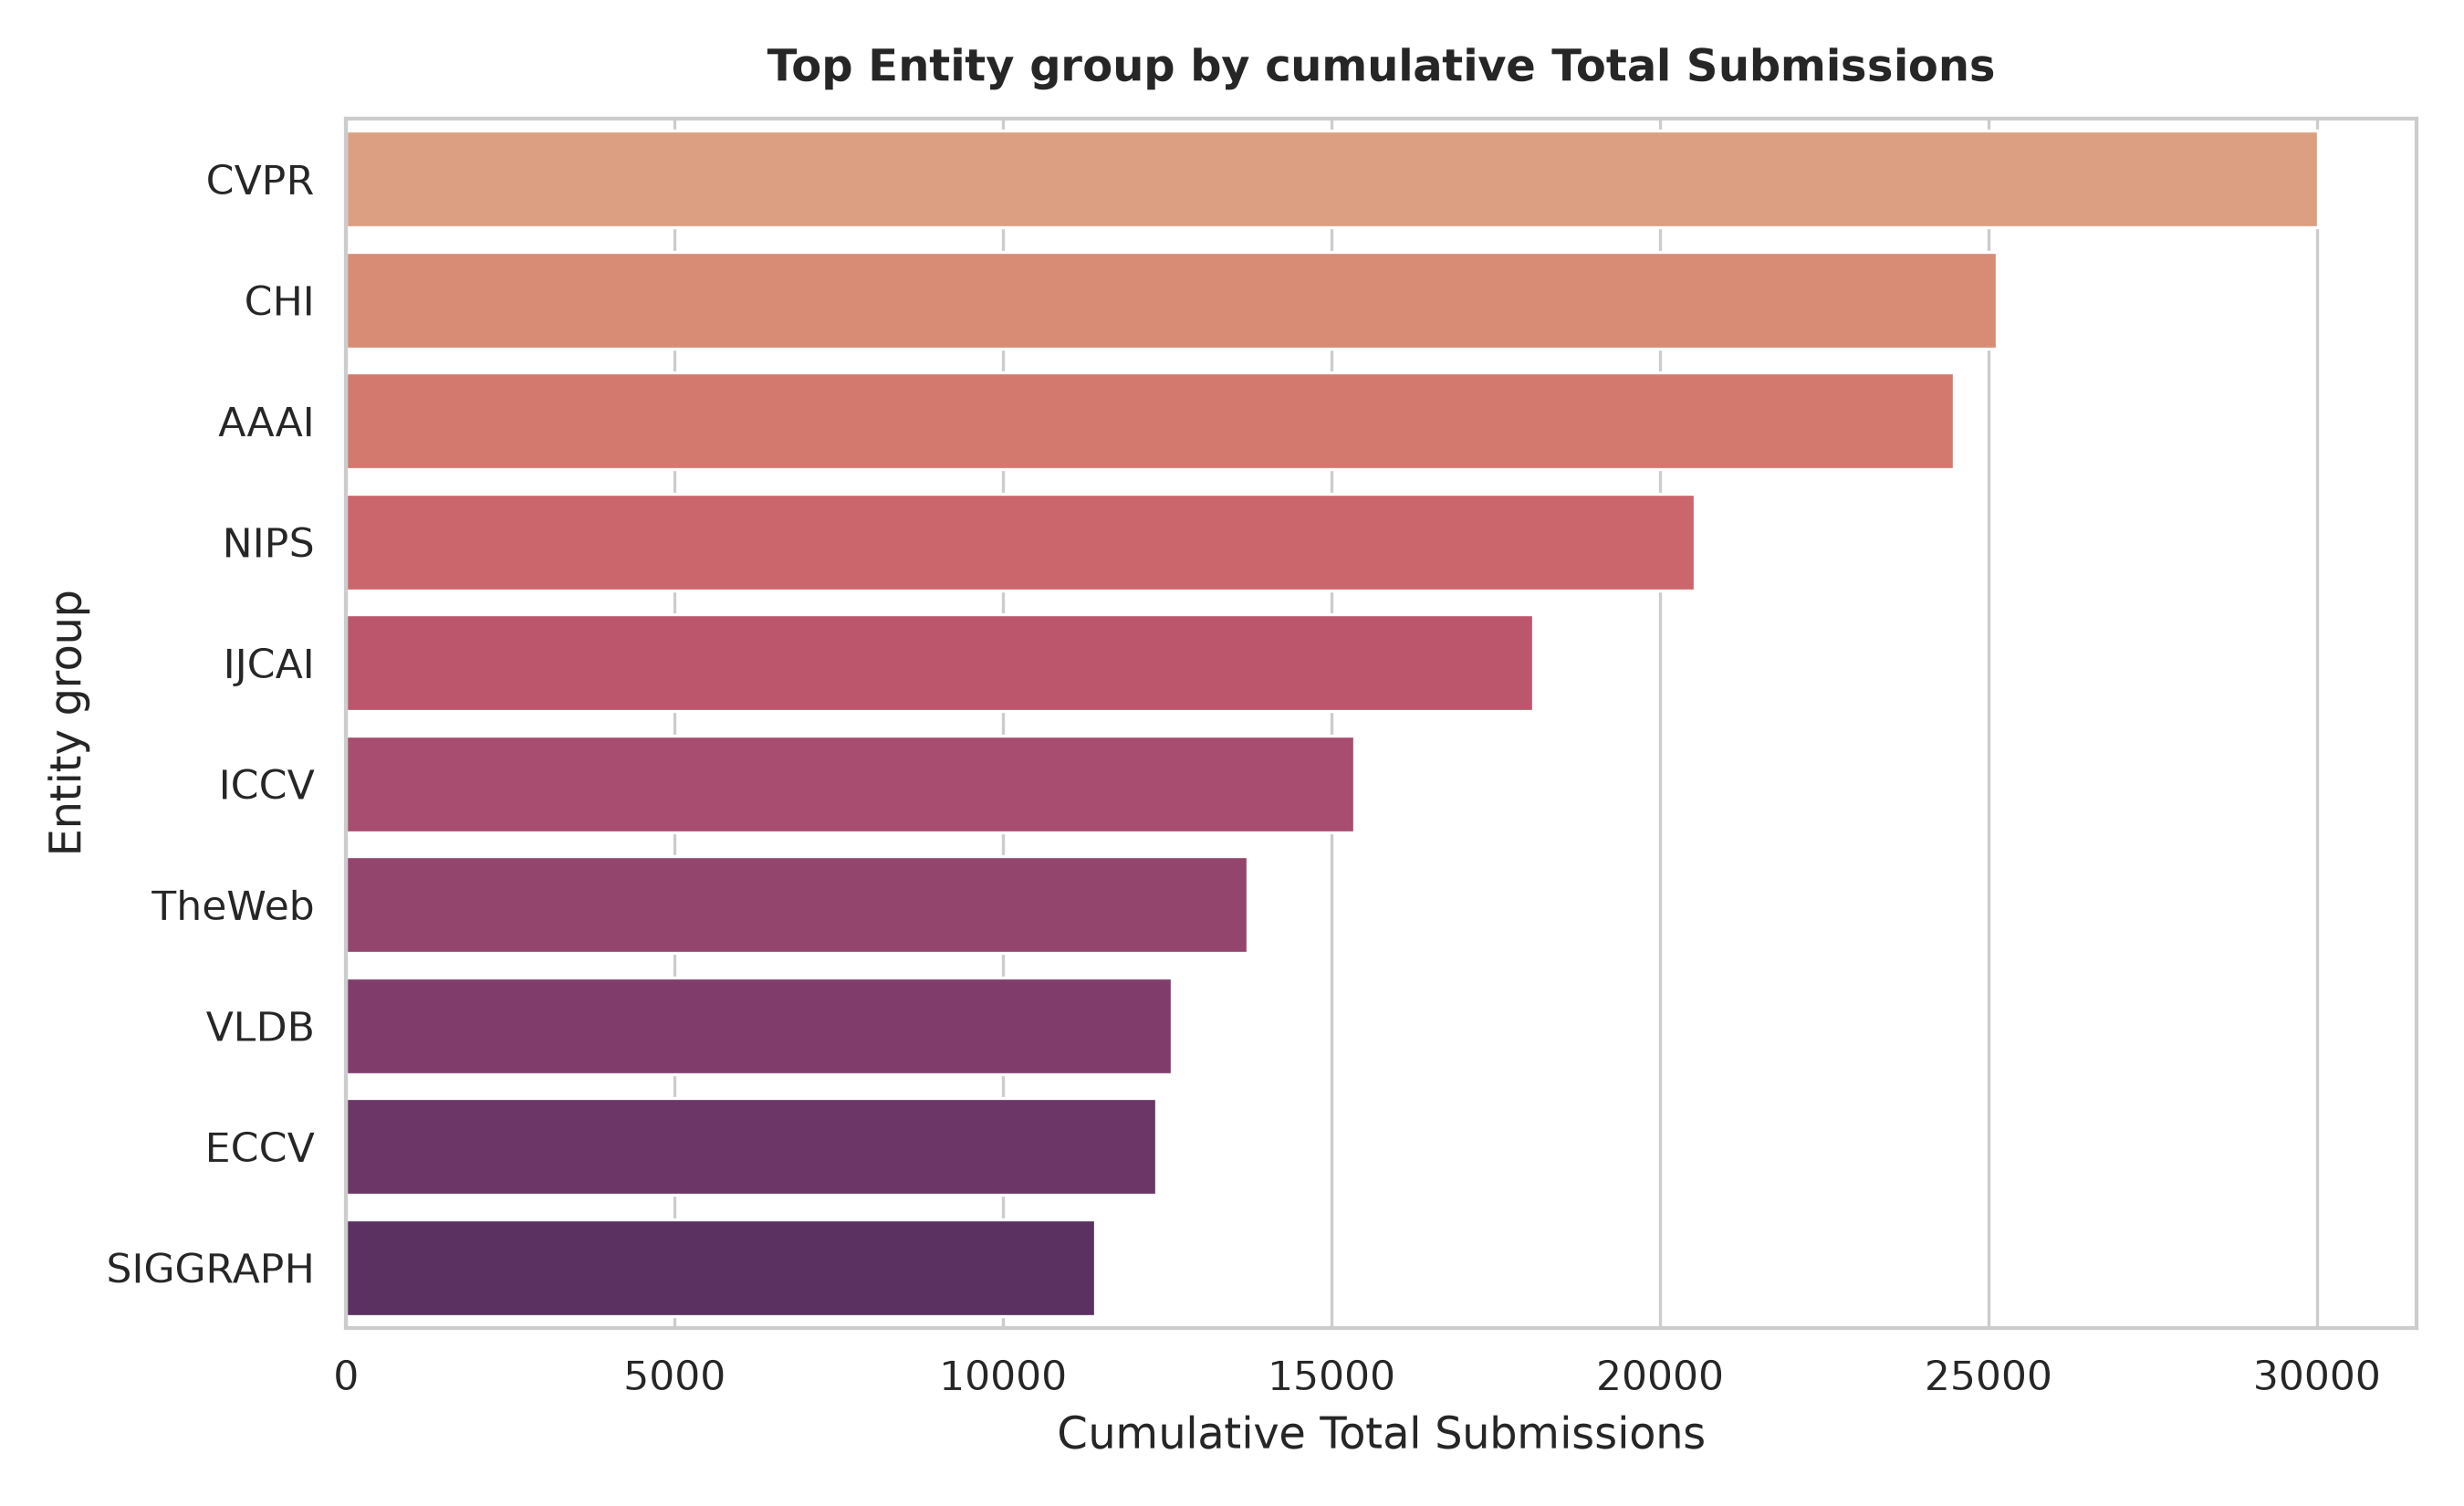 Top Entity group by cumulative Total Submissions
Entity group
CVPR
CHI
AAAI
NIPS
IJCAI
ICCV
TheWeb
VLDB
ECCV
SIGGRAPH
0 5000 10000 15000 20000 25000 30000
Cumulative Total Submissions